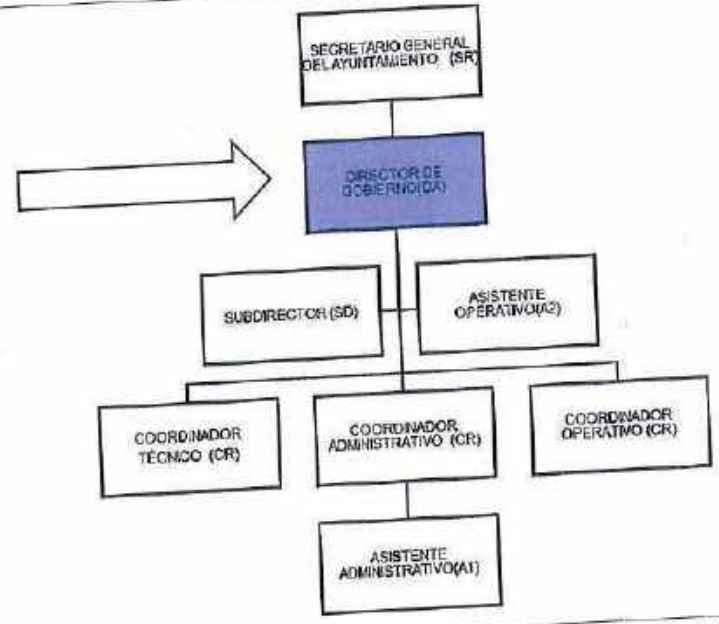 SECRETARIO GENERAL
DEL AYUNTAMIENTO (SR)
DIRECTOR DE
GOBIERNO(DA)
SUBDIRECTOR (SD)
ASISTENTE
OPERATIVO(A2)
COORDINADOR
TÉCNICO (CR)
COORDINADOR
ADMINISTRATIVO (CR)
COORDINADOR
OPERATIVO (CR)
ASISTENTE
ADMINISTRATIVO(A1)